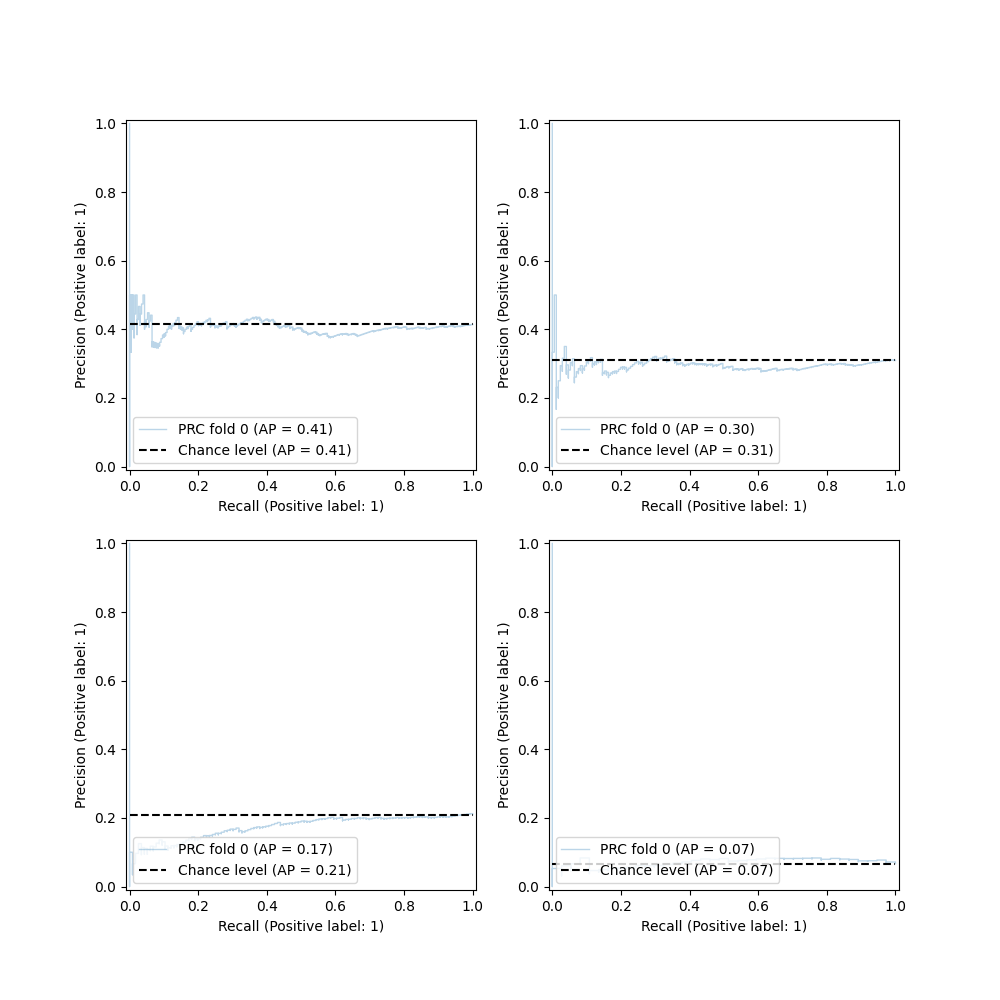 1.0
0.8
0.6
0.4
0.2
0.0
Precision (Positive label: 1)
PRC fold 0 (AP = 0.41)
Chance level (AP = 0.41)
0.0 0.2 0.4 0.6 0.8 1.0
Recall (Positive label: 1)
1.0
0.8
0.6
0.4
0.2
0.0
Precision (Positive label: 1)
PRC fold 0 (AP = 0.30)
Chance level (AP = 0.31)
0.0 0.2 0.4 0.6 0.8 1.0
Recall (Positive label: 1)
1.0
0.8
0.6
0.4
0.2
0.0
Precision (Positive label: 1)
PRC fold 0 (AP = 0.17)
Chance level (AP = 0.21)
0.0 0.2 0.4 0.6 0.8 1.0
Recall (Positive label: 1)
1.0
0.8
0.6
0.4
0.2
0.0
Precision (Positive label: 1)
PRC fold 0 (AP = 0.07)
Chance level (AP = 0.07)
0.0 0.2 0.4 0.6 0.8 1.0
Recall (Positive label: 1)